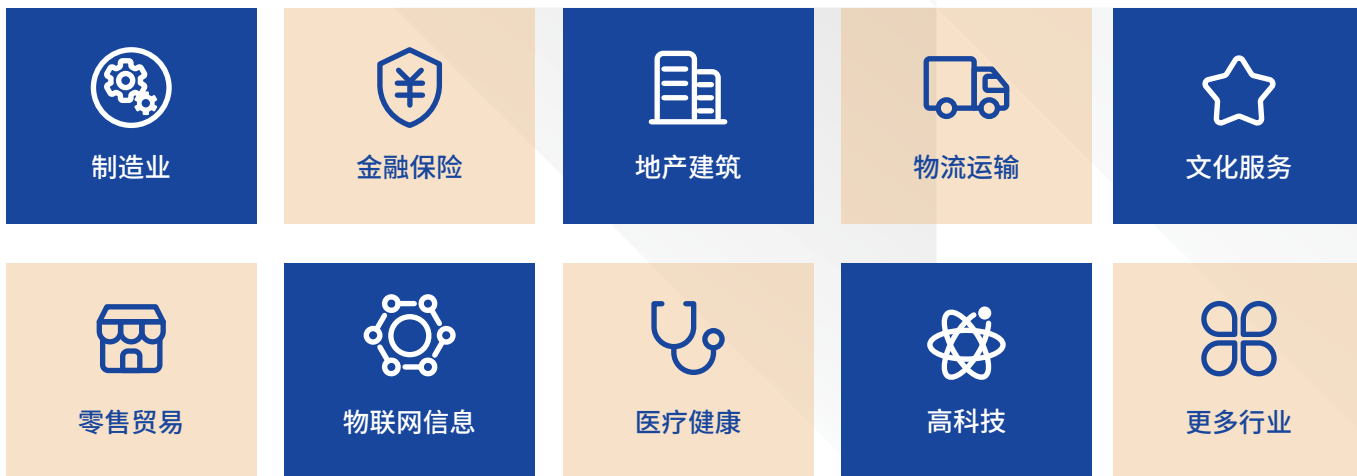 制造业
金融保险
地产建筑
物流运输
文化服务
零售贸易
物联网信息
医疗健康
高科技
更多行业